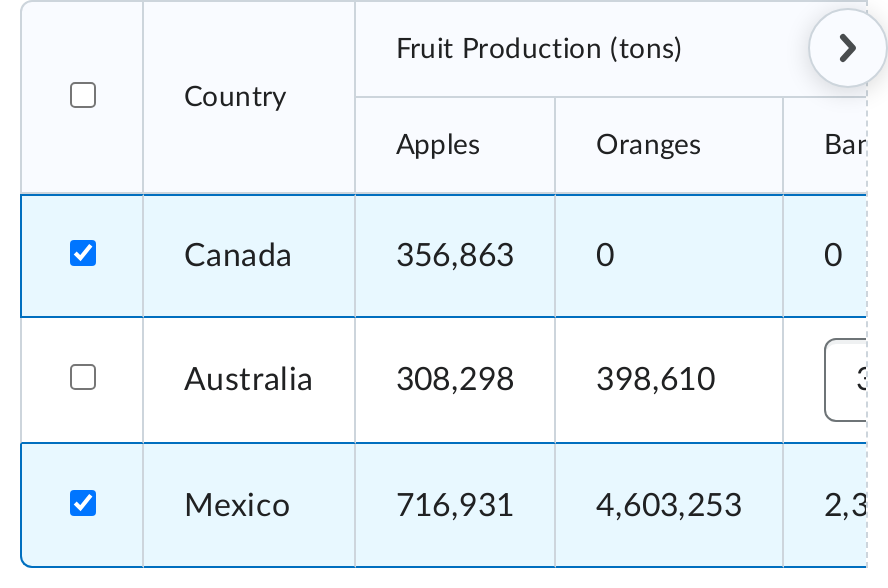 Fruit Production (tons)
Country
Apples Oranges
Canada 356,863 0 0
Australia 308,298 398,610
Mexico 716,931 4,603,253